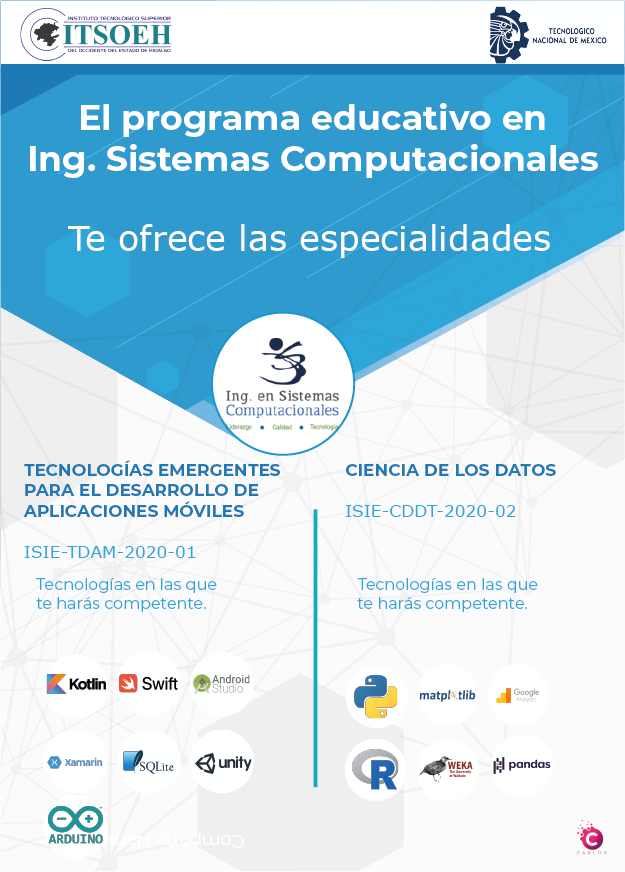 INSTITUTO TECNOLÓGICO SUPERIOR
ITSOEH
DEL OCCIDENTE DEL ESTADO DE HIDALGO
TECNOLÓGICO
NACIONAL DE MÉXICO
El programa educativo en
Ing. Sistemas Computacionales
Te ofrece las especialidades
Ing. en Sistemas
Computacionales
Liderazgo • Calidad • Tecnología
TECNOLOGÍAS EMERGENTES
PARA EL DESARROLLO DE
APLICACIONES MÓVILES
ISIE-TDAM-2020-01
Tecnologías en las que
te harás competente.
Kotlin
Swift
Android
Studio
Xamarin
SQLite
unity
ARDUINO
CIENCIA DE LOS DATOS
ISIE-CDDT-2020-02
Tecnologías en las que
te harás competente.
matplotlib
Google
Analytics
R
WEKA
The University
of Waikato
pandas
Company Name
C
CARLOS